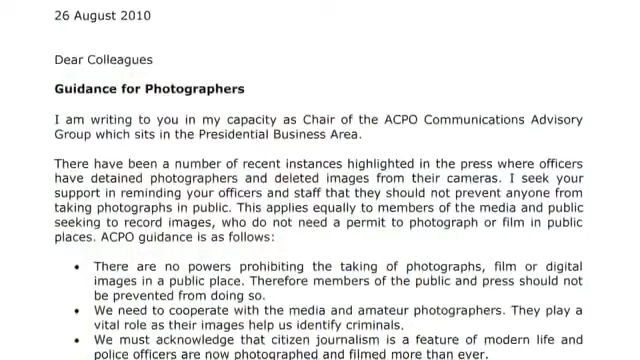 26 August 2010
Dear Colleagues
Guidance for Photographers
I am writing to you in my capacity as Chair of the ACPO Communications Advisory
Group which sits in the Presidential Business Area.
There have been a number of recent instances highlighted in the press where officers
have detained photographers and deleted images from their cameras. I seek your
support in reminding your officers and staff that they should not prevent anyone from
taking photographs in public. This applies equally to members of the media and public
seeking to record images, who do not need a permit to photograph or film in public
places. ACPO guidance is as follows:
• There are no powers prohibiting the taking of photographs, film or digital
images in a public place. Therefore members of the public and press should not
be prevented from doing so.
• We need to cooperate with the media and amateur photographers. They play a
vital role as their images help us identify criminals.
• We must acknowledge that citizen journalism is a feature of modern life and
police officers are now photographed and filmed more than ever.